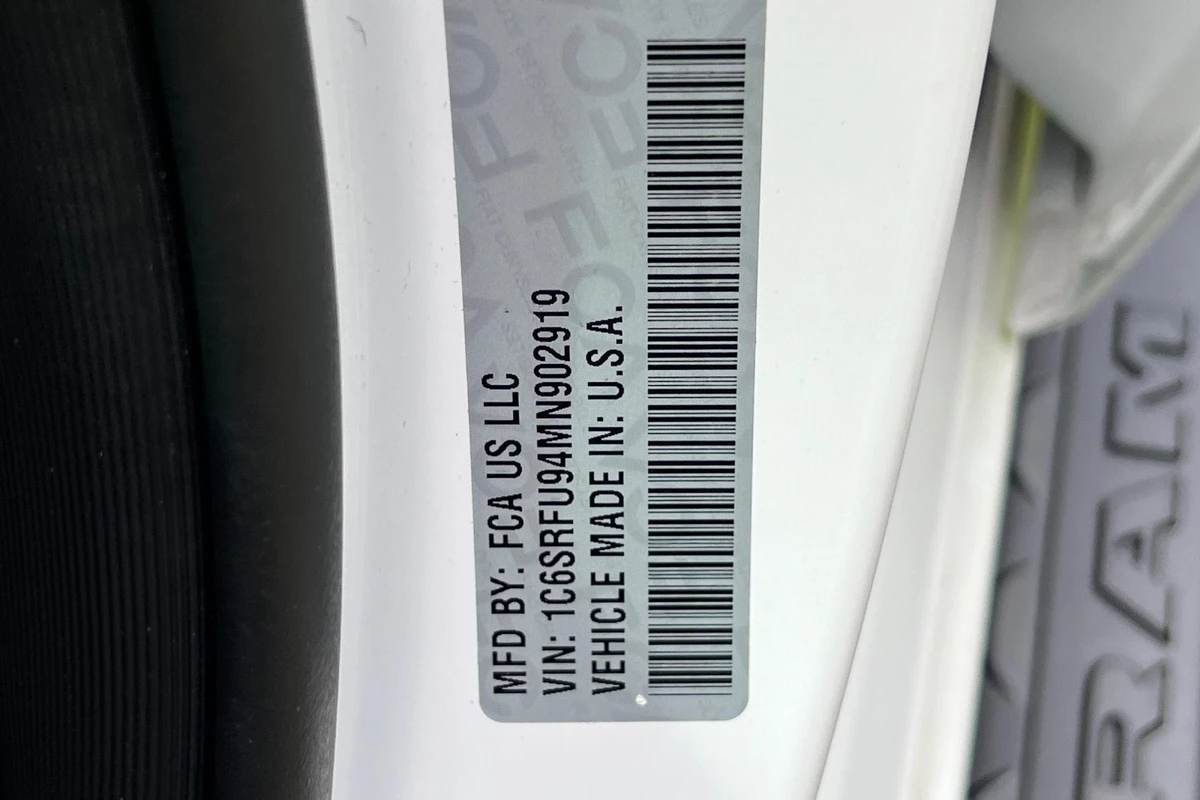 MFD BY: FCA US LLC
VIN: 1C6SRFU94MN902919
VEHICLE MADE IN: U.S.A.
RAM